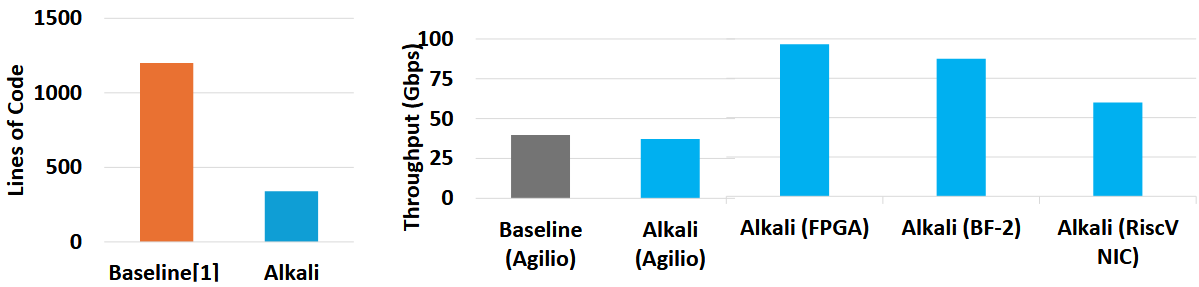 Lines of Code
1500
1000
500
0
Baseline[1]
Alkali
Throughput (Gbps)
100
75
50
25
0
Baseline
(Agilio)
Alkali
(Agilio)
Alkali (FPGA)
Alkali (BF-2)
Alkali (RiscV
NIC)